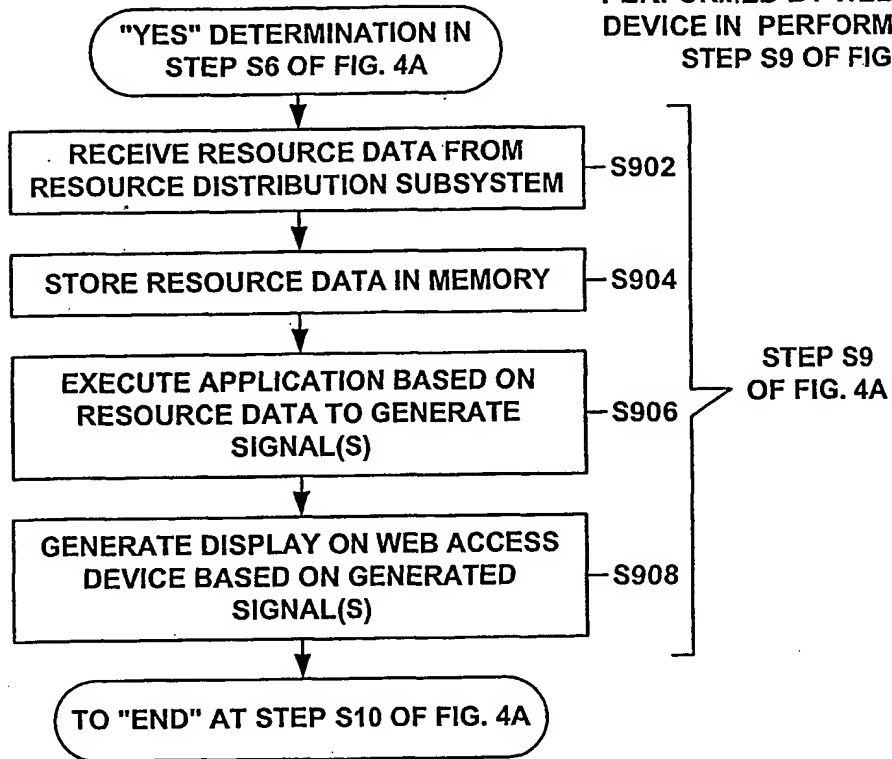 "YES" DETERMINATION IN
STEP S6 OF FIG. 4A
DEVICE IN PERFORM
STEP S9 OF FIG
RECEIVE RESOURCE DATA FROM
RESOURCE DISTRIBUTION SUBSYSTEM
S902
STORE RESOURCE DATA IN MEMORY
S904
EXECUTE APPLICATION BASED ON
RESOURCE DATA TO GENERATE
SIGNAL(S)
S906
STEP S9
OF FIG. 4A
GENERATE DISPLAY ON WEB ACCESS
DEVICE BASED ON GENERATED
SIGNAL(S)
S908
TO "END" AT STEP S10 OF FIG. 4A